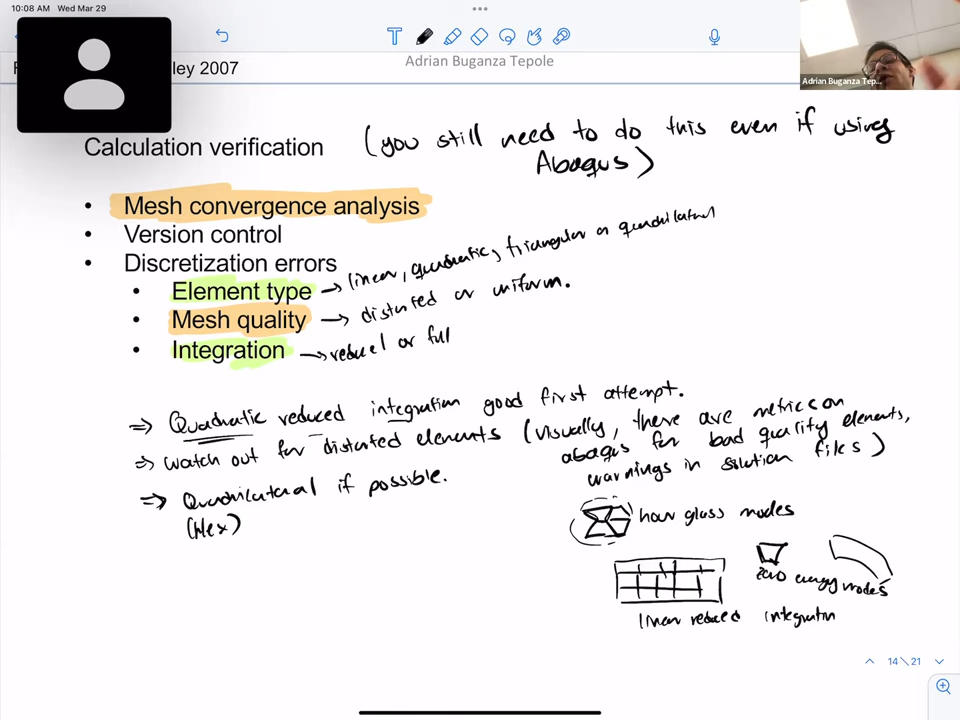 10:08 AM Wed Mar 29
ley 2007
Adrian Buganza Tepole
Adrian Buganza Tep...
Calculation verification (you still need to do this even if using Abaqus)
• Mesh convergence analysis
• Version control
• Discretization errors
• Element type → linear, quadratic, triangular or quadrilateral
• Mesh quality → distorted or uniform.
• Integration → reduced or full
⇒ Quadratic reduced integration good first attempt.
⇒ watch out for distorted elements (visually, there are metrics on
abaqus for bad quality elements,
warnings in solution files)
⇒ Quadrilateral if possible.
(Hex)
hour glass modes
zero energy modes
linear reduced integration
14\21